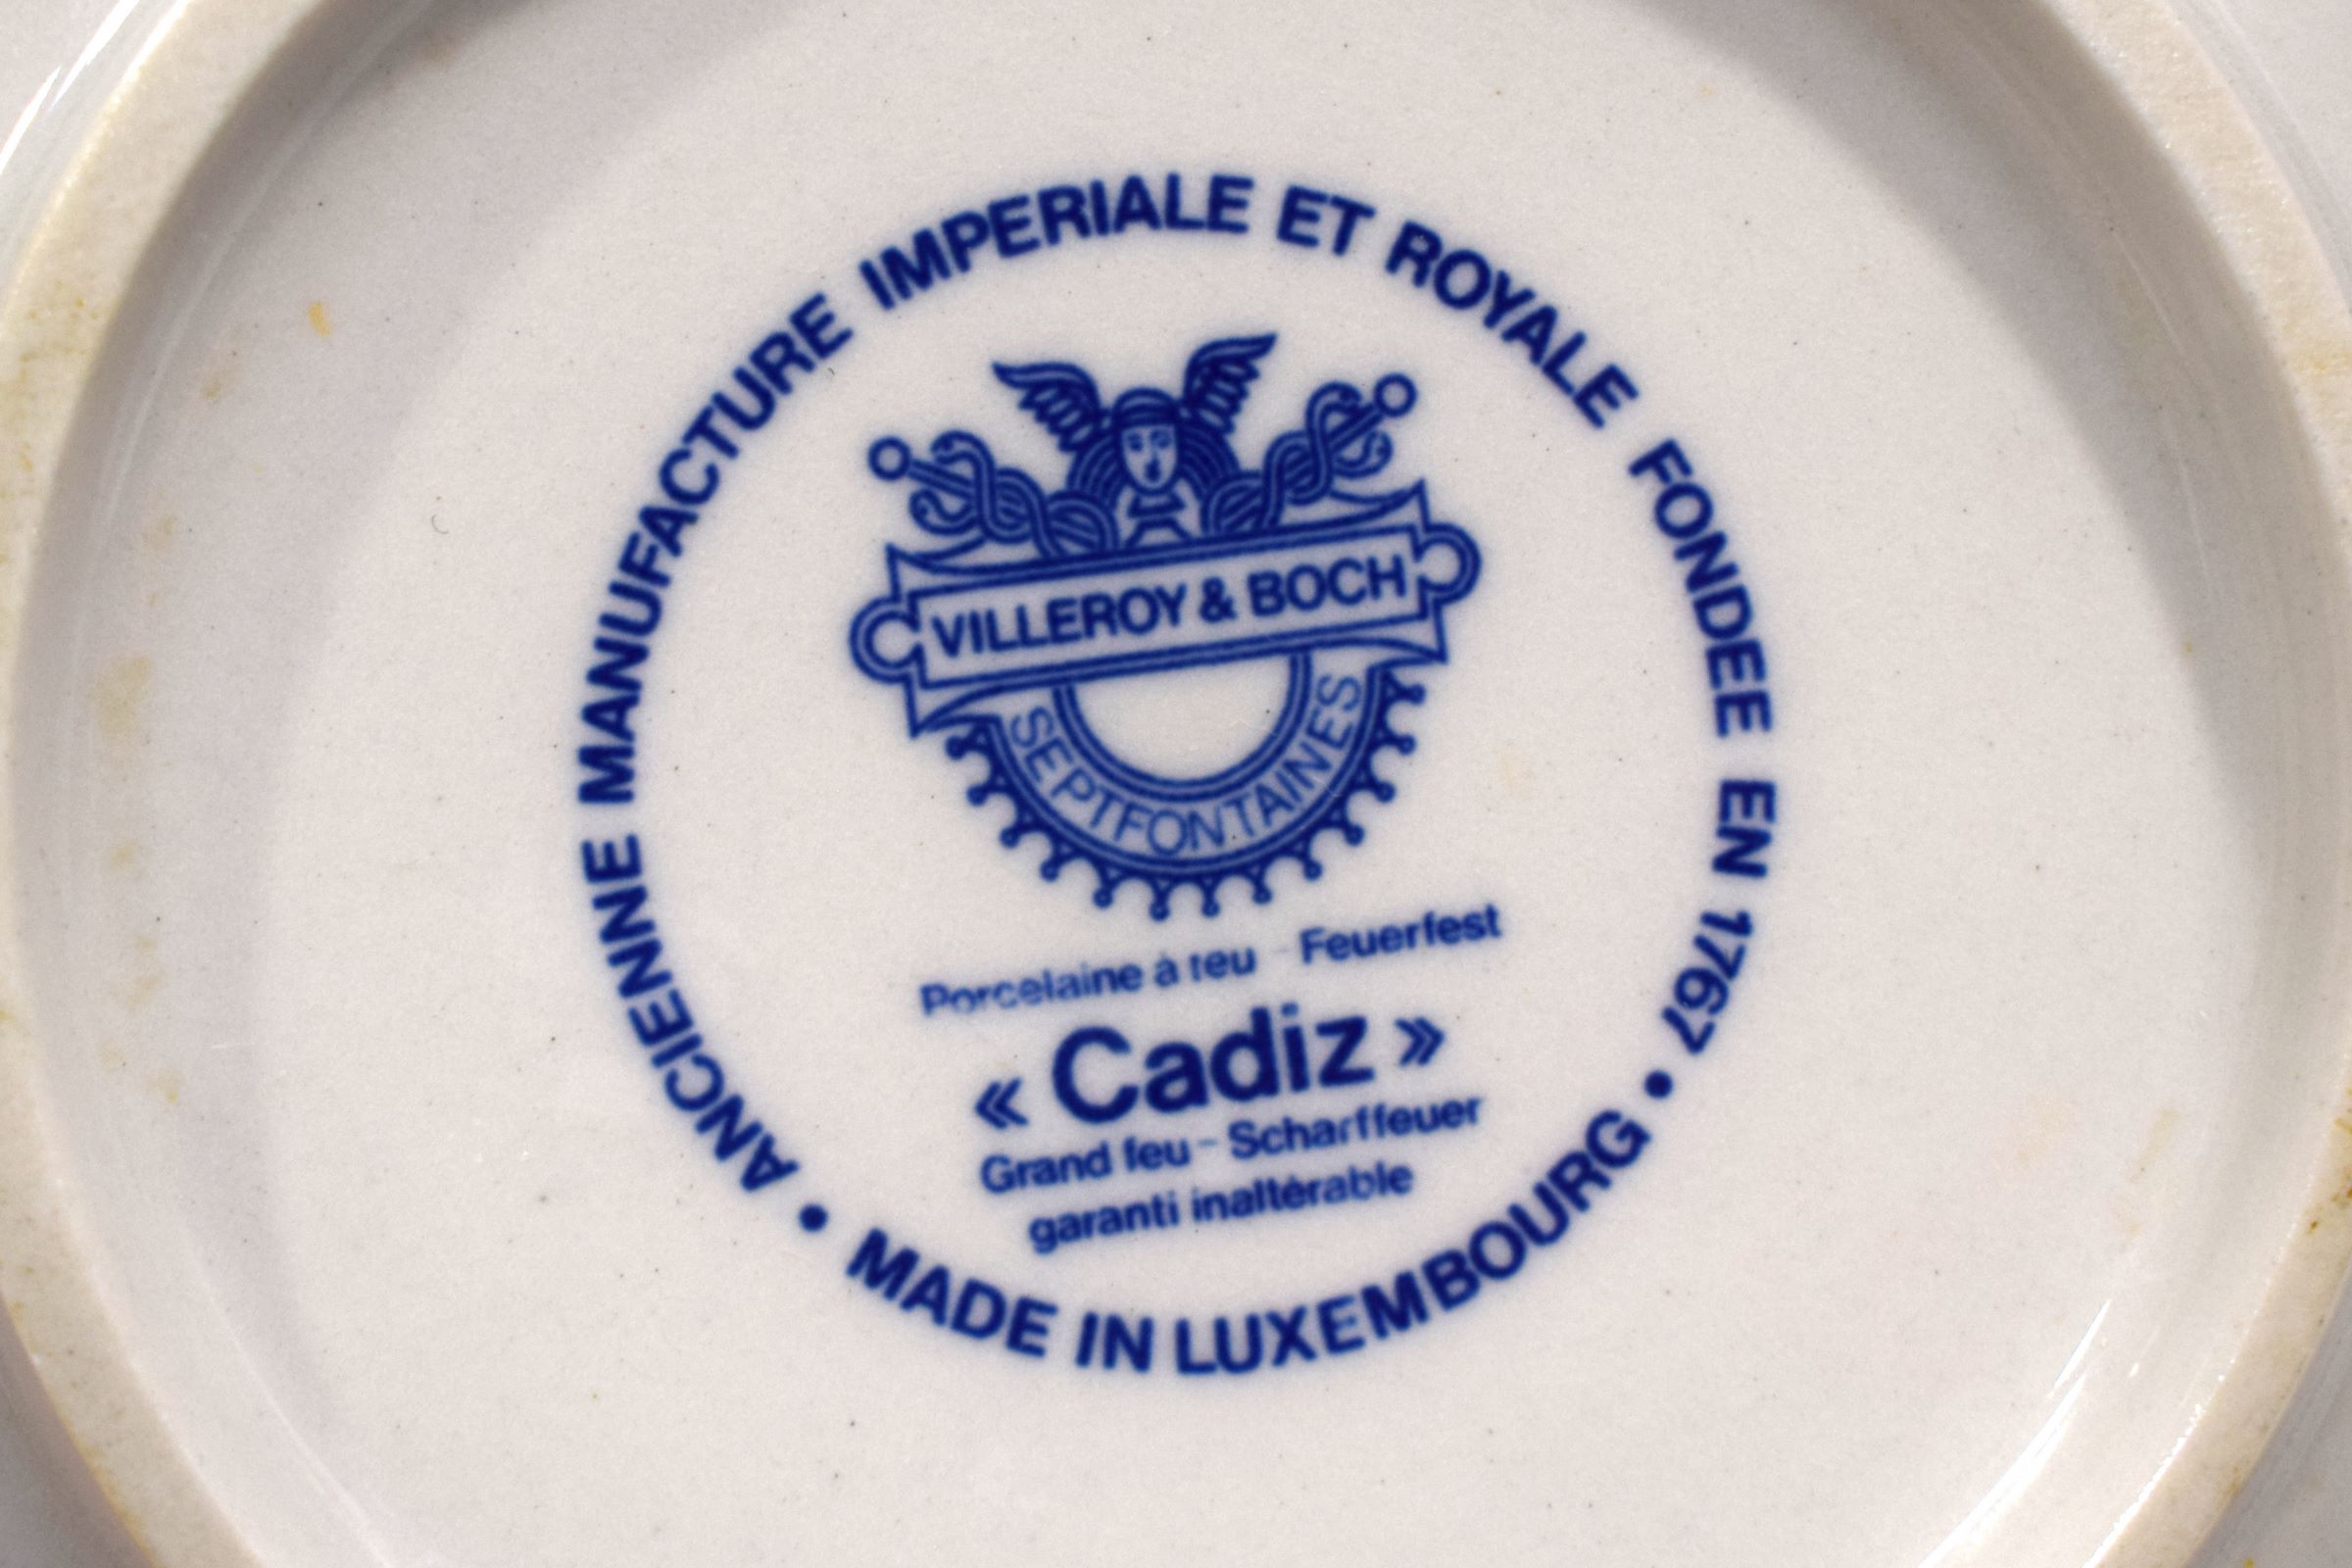 ANCIENNE MANUFACTURE IMPERIALE ET ROYALE FONDEE EN 1767 •
VILLEROY & BOCH
SEPTFONTAINES
Porcelaine à feu - Feuerfest
« Cadiz »
Grand feu - Scharffeuer
garanti inaltérable
MADE IN LUXEMBOURG •